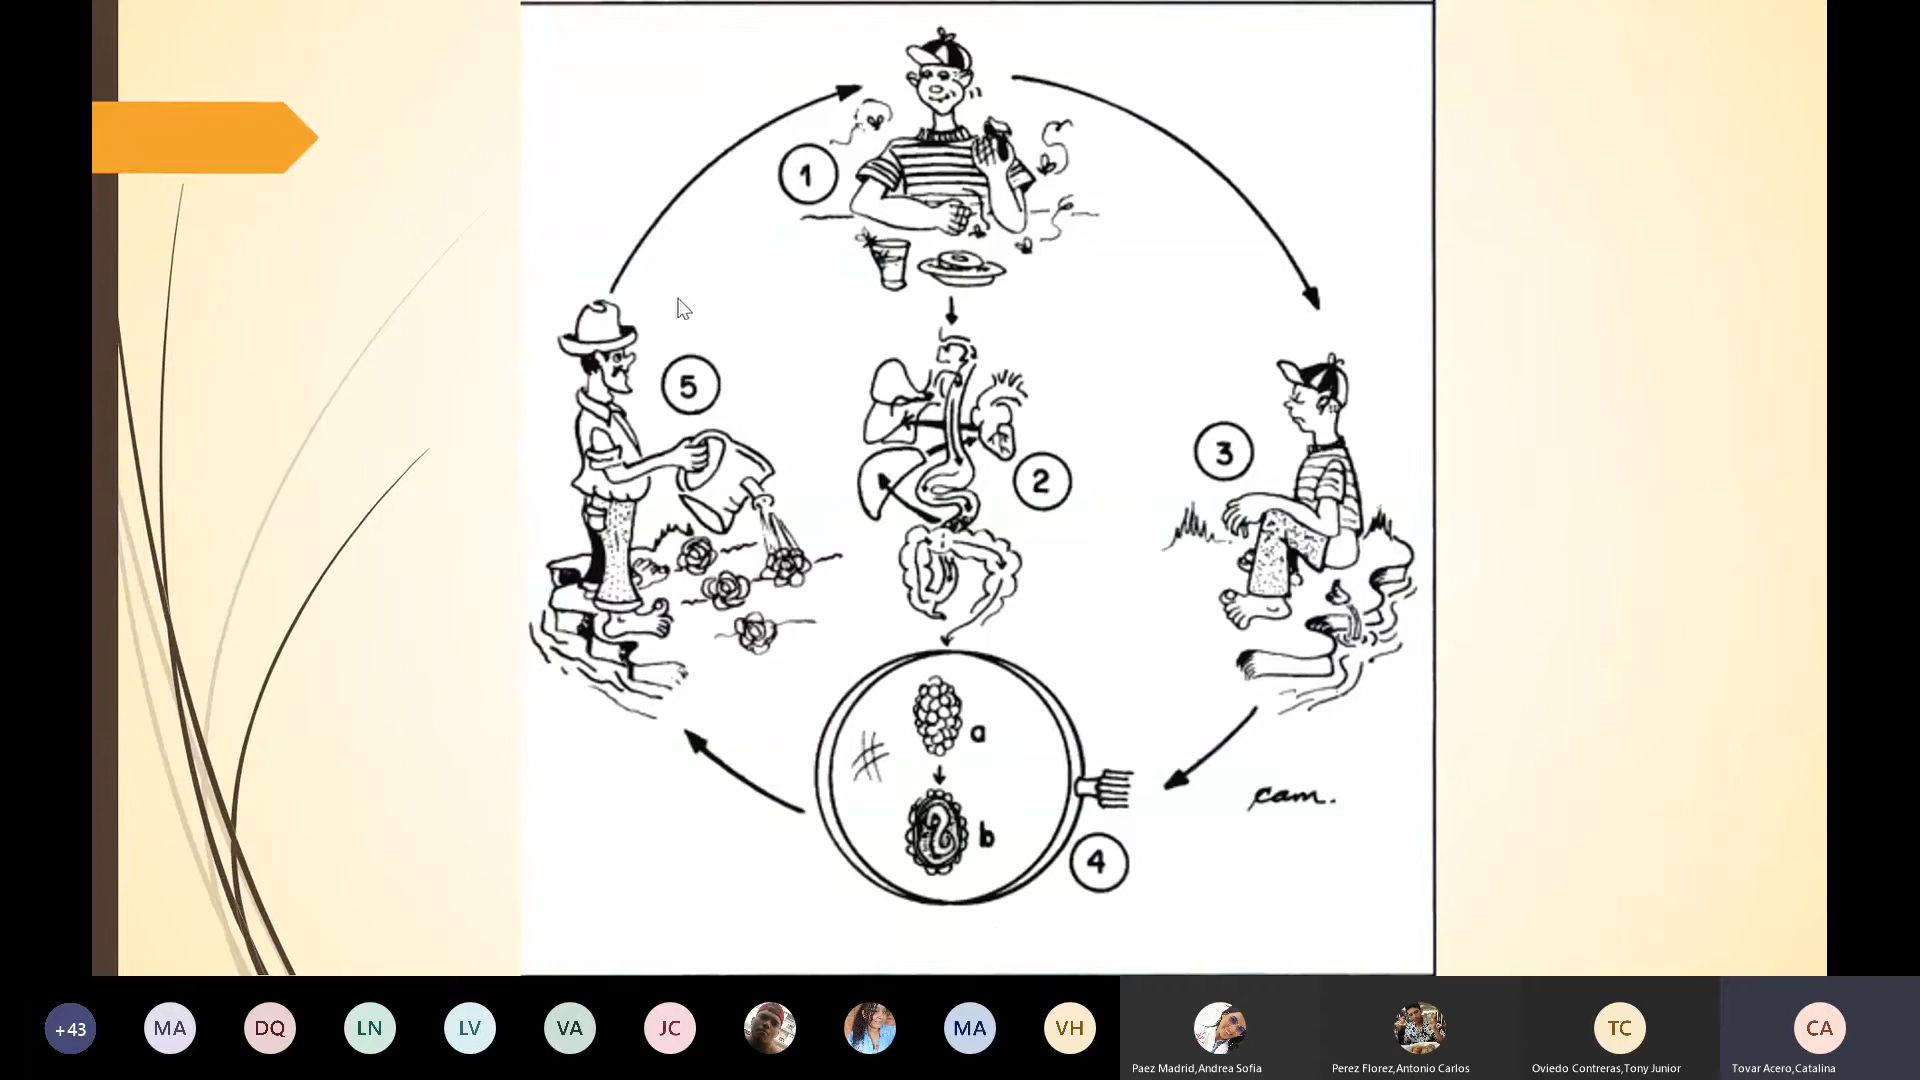 1
5
2
3
a
b
4
cam.
+43
MA
DQ
LN
LV
VA
JC
MA
VH
TC
CA
Paez Madrid,Andrea Sofia
Perez Florez,Antonio Carlos
Oviedo Contreras,Tony Junior
Tovar Acero,Catalina